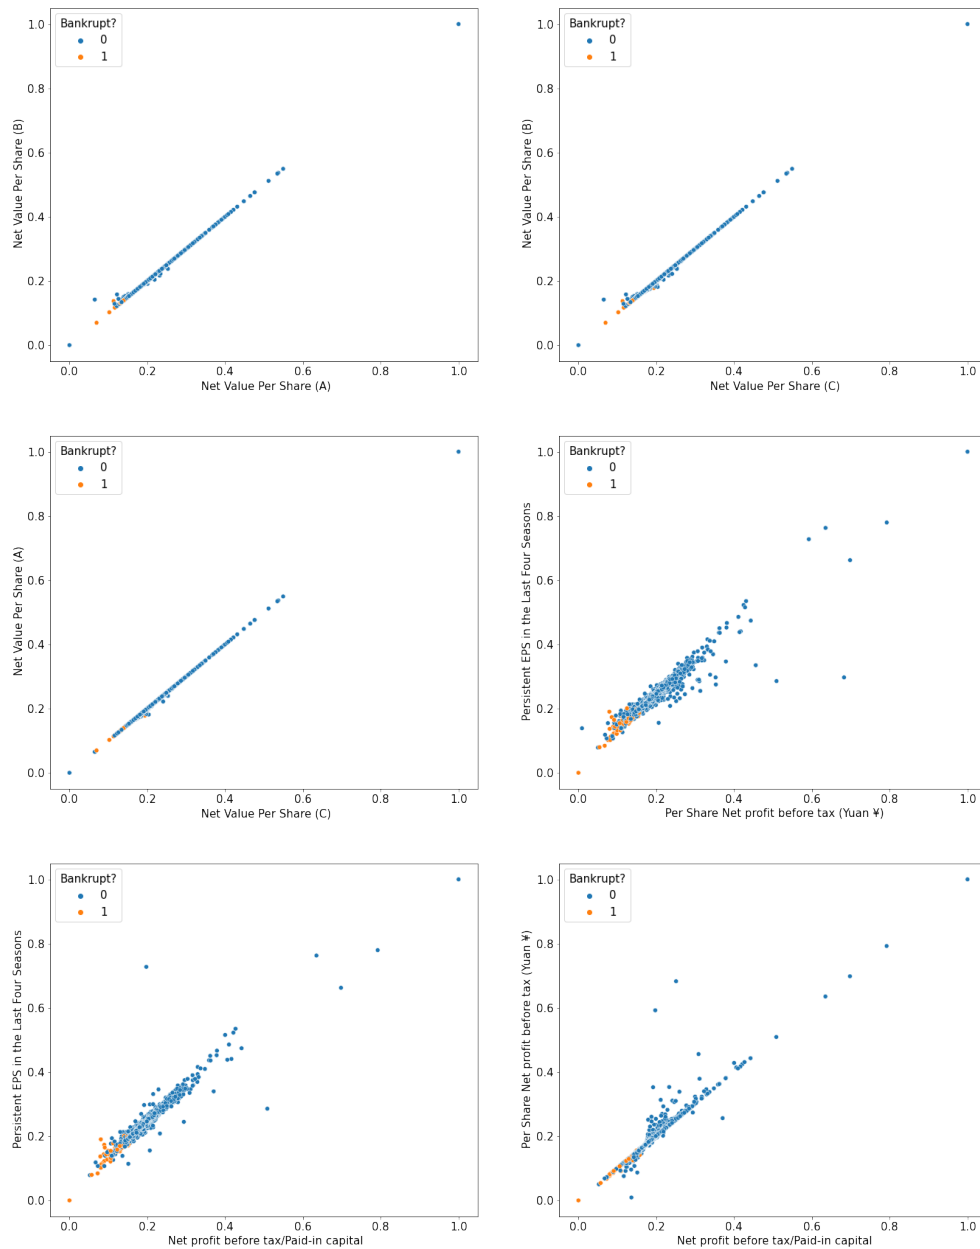 Bankrupt?
0
1
1.0
0.8
0.6
0.4
0.2
0.0
Net Value Per Share (B)
0.0 0.2 0.4 0.6 0.8 1.0
Net Value Per Share (A)
Bankrupt?
0
1
1.0
0.8
0.6
0.4
0.2
0.0
Net Value Per Share (B)
0.0 0.2 0.4 0.6 0.8 1.0
Net Value Per Share (C)
Bankrupt?
0
1
1.0
0.8
0.6
0.4
0.2
0.0
Net Value Per Share (A)
0.0 0.2 0.4 0.6 0.8 1.0
Net Value Per Share (C)
Bankrupt?
0
1
1.0
0.8
0.6
0.4
0.2
0.0
Persistent EPS in the Last Four Seasons
0.0 0.2 0.4 0.6 0.8 1.0
Per Share Net profit before tax (Yuan ¥)
Bankrupt?
0
1
1.0
0.8
0.6
0.4
0.2
0.0
Persistent EPS in the Last Four Seasons
0.0 0.2 0.4 0.6 0.8 1.0
Net profit before tax/Paid-in capital
Bankrupt?
0
1
1.0
0.8
0.6
0.4
0.2
0.0
Per Share Net profit before tax (Yuan ¥)
0.0 0.2 0.4 0.6 0.8 1.0
Net profit before tax/Paid-in capital